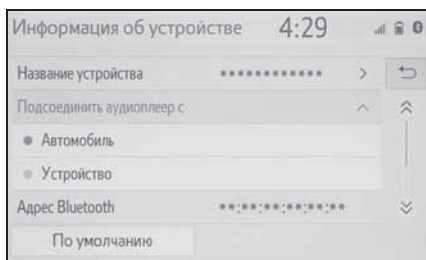 Информация об устройстве 4:29
Название устройства ************ >
Подсоединить аудиоплеер с
Автомобиль
Устройство
Адрес Bluetooth **:**:**:**:**:**
По умолчанию